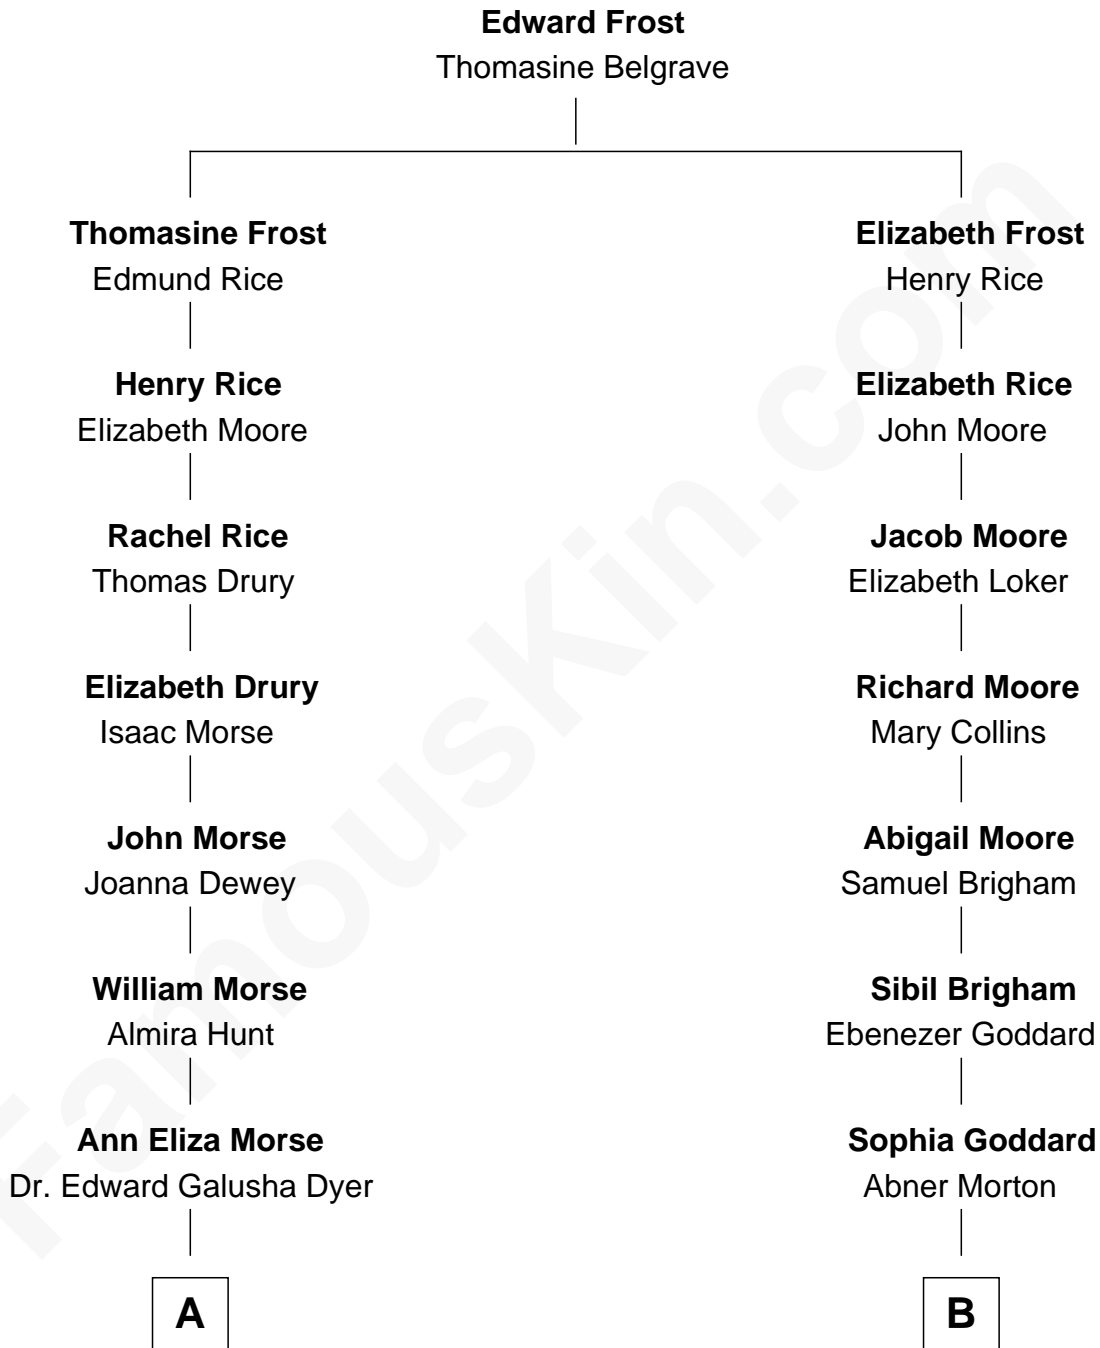 Edward Frost
Thomasine Belgrave
Thomasine Frost
Edmund Rice
Elizabeth Frost
Henry Rice
Henry Rice
Elizabeth Moore
Elizabeth Rice
John Moore
Rachel Rice
Thomas Drury
Jacob Moore
Elizabeth Loker
Elizabeth Drury
Isaac Morse
Richard Moore
Mary Collins
John Morse
Joanna Dewey
Abigail Moore
Samuel Brigham
William Morse
Almira Hunt
Sibil Brigham
Ebenezer Goddard
Ann Eliza Morse
Dr. Edward Galusha Dyer
Sophia Goddard
Abner Morton
A
B
FamousKin.com